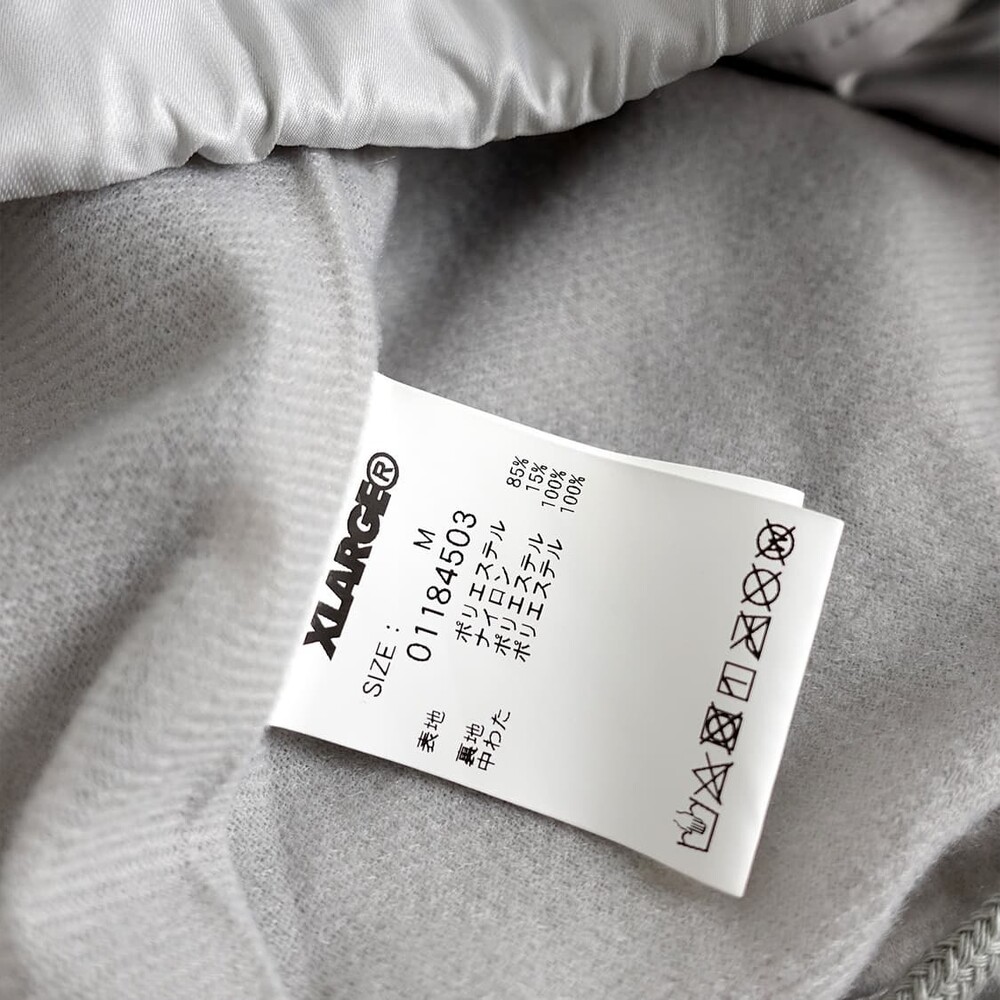 XLARGE®
SIZE : M
01184503
表地 ポリエステル 85%
ナイロン 15%
裏地 ポリエステル 100%
中わた ポリエステル 100%